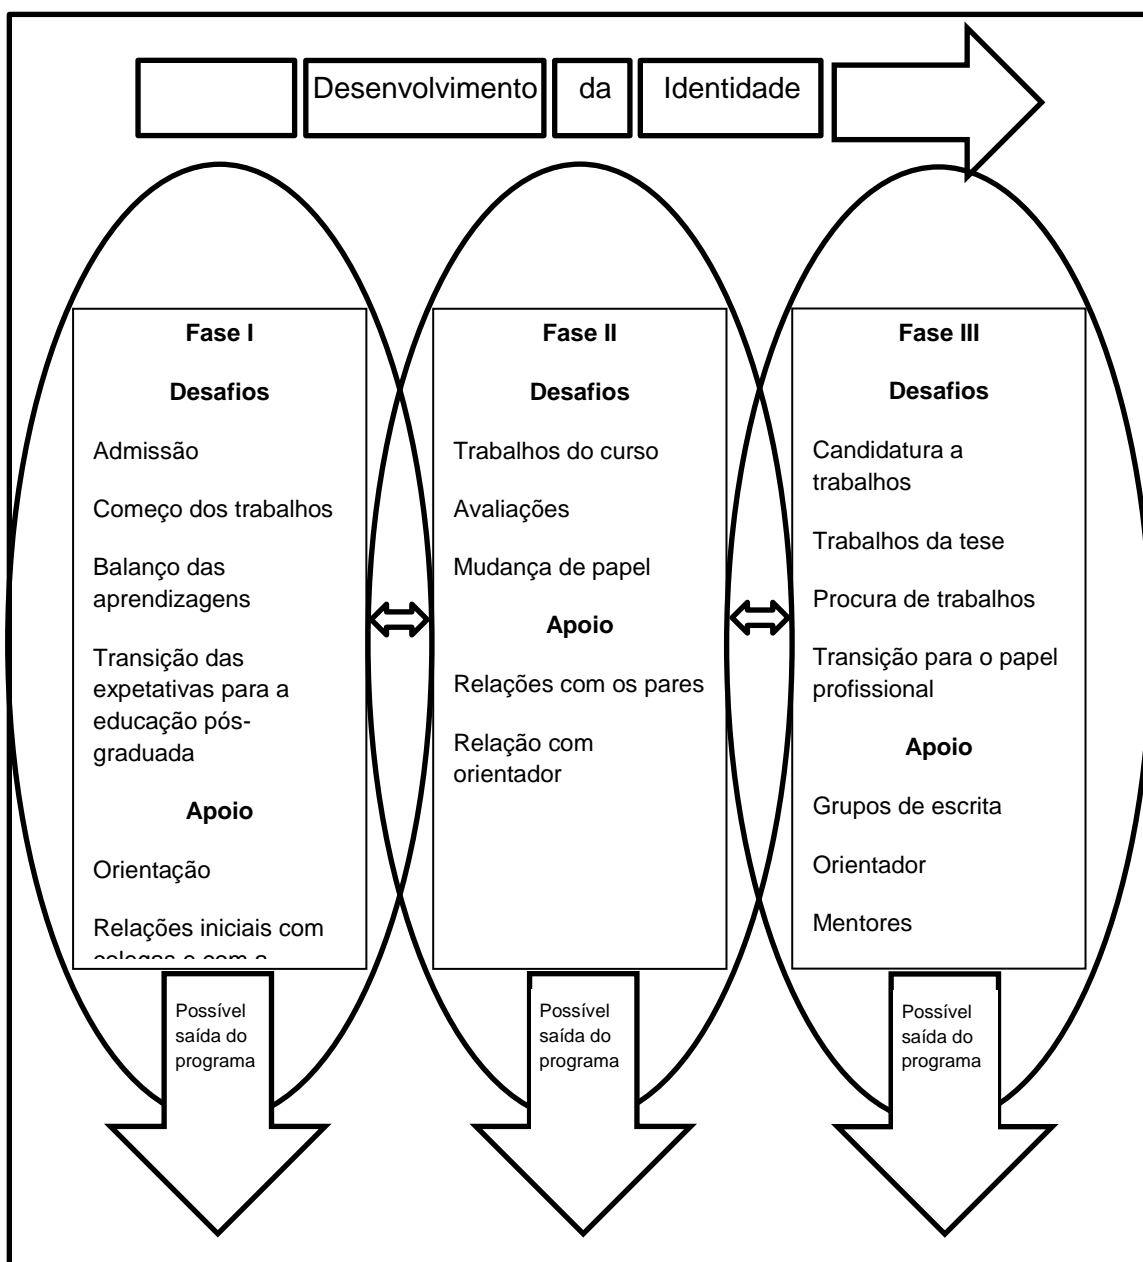 Desenvolvimento da Identidade
Fase I
Desafios
Admissão
Começo dos trabalhos
Balanço das
aprendizagens
Transição das
expetativas para a
educação pós-
graduada
Apoio
Orientação
Relações iniciais com
colegas e com a
Fase II
Desafios
Trabalhos do curso
Avaliações
Mudança de papel
Apoio
Relações com os pares
Relação com
orientador
Fase III
Desafios
Candidatura a
trabalhos
Trabalhos da tese
Procura de trabalhos
Transição para o papel
profissional
Apoio
Grupos de escrita
Orientador
Mentores
Possível
saída do
programa
Possível
saída do
programa
Possível
saída do
programa